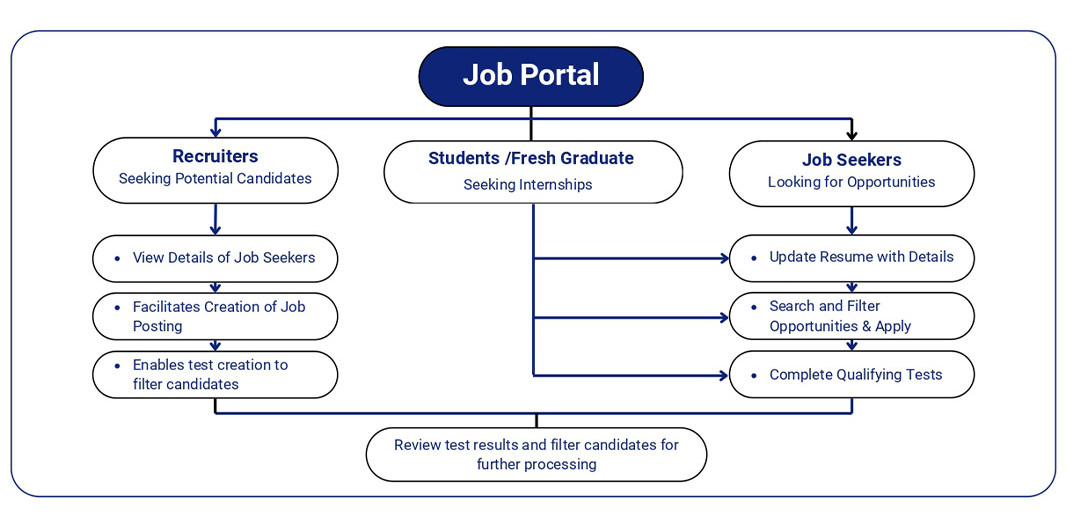 Job Portal
Recruiters
Seeking Potential Candidates
Students /Fresh Graduate
Seeking Internships
Job Seekers
Looking for Opportunities
• View Details of Job Seekers
• Facilitates Creation of Job
Posting
• Enables test creation to
filter candidates
• Update Resume with Details
• Search and Filter
Opportunities & Apply
• Complete Qualifying Tests
Review test results and filter candidates for
further processing